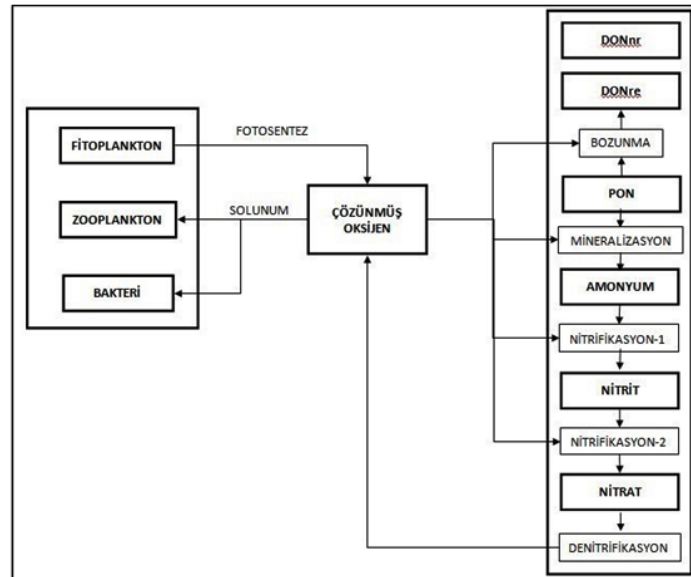 FİTOPLANKTON
ZOOPLANKTON
BAKTERİ
FOTOSENTEZ
SOLUNUM
ÇÖZÜNMÜŞ
OKSİJEN
DONnr
DONre
BOZUNMA
PON
MİNERALİZASYON
AMONYUM
NİTRİFİKASYON-1
NİTRİT
NİTRİFİKASYON-2
NİTRAT
DENİTRİFİKASYON